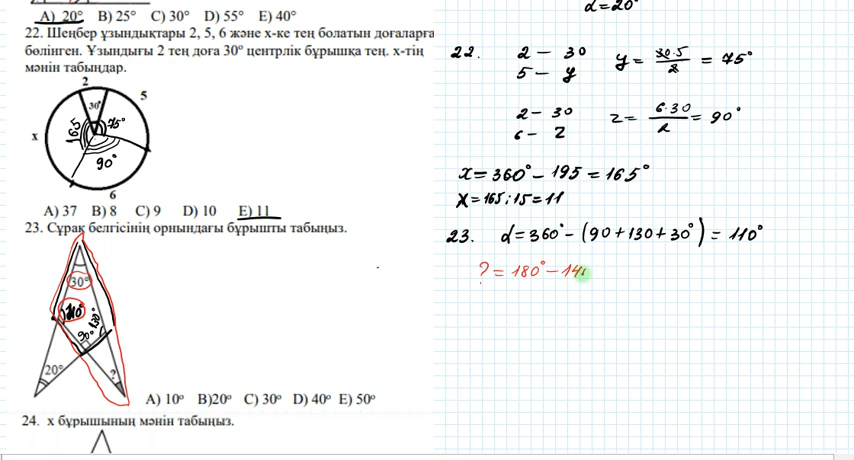 A) 20° B) 25° C) 30° D) 55° E) 40°
22. Шеңбер ұзындықтары 2, 5, 6 және х-ке тең болатын доғаларға
бөлінген. Ұзындығы 2 тең доға 30° центрлік бұрышқа тең. х-тің
мәнін табыңдар.
2
5
30°
75°
165
x
90°
6
A) 37 B) 8 C) 9 D) 10 E) 11
23. Сұрақ белгісінің орнындағы бұрышты табыңыз.
30°
110°
130°
90°
20°
?
A) 10° B)20° C) 30° D) 40° E) 50°
24. х бұрышының мәнін табыңыз.
α=20°
22. 2 – 30
5 – y
y = 30·5/2 = 75°
2 – 30
6 – z
z = 6·30/2 = 90°
x = 360° – 195 = 165°
x = 165:15 = 11
23. α = 360° – (90+130+30°) = 110°
? = 180° – 14